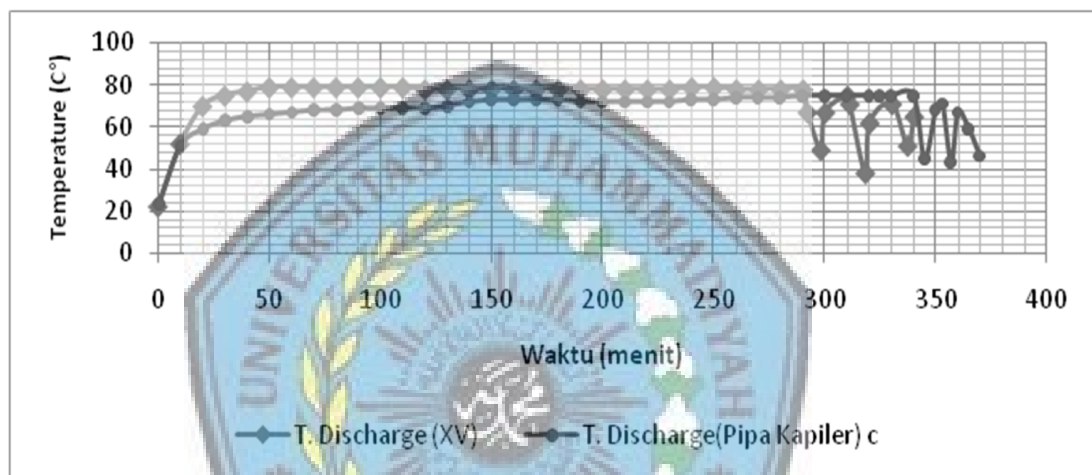 Temperature (C°)
100
80
60
40
20
0
0 50 100 150 200 250 300 350 400
Waktu (menit)
T. Discharge (XV) T. Discharge(Pipa Kapiler) c
UNIVERSITAS MUHAMMADIYAH